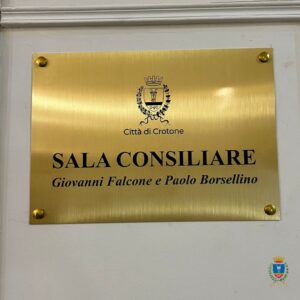 Città di Crotone
SALA CONSILIARE
Giovanni Falcone e Paolo Borsellino